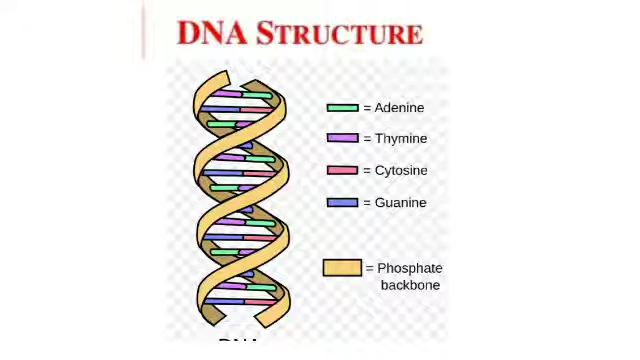 DNA STRUCTURE
= Adenine
= Thymine
= Cytosine
= Guanine
= Phosphate
backbone